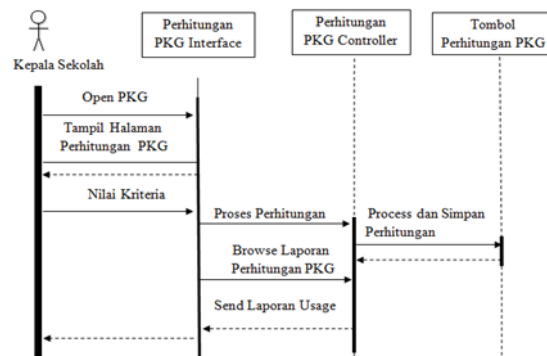 Perhitungan
PKG Interface
Perhitungan
PKG Controller
Tombol
Perhitungan PKG
Kepala Sekolah
Open PKG
Tampil Halaman
Perhitungan PKG
Nilai Kriteria
Proses Perhitungan
Process dan Simpan
Perhitungan
Browse Laporan
Perhitungan PKG
Send Laporan Usage